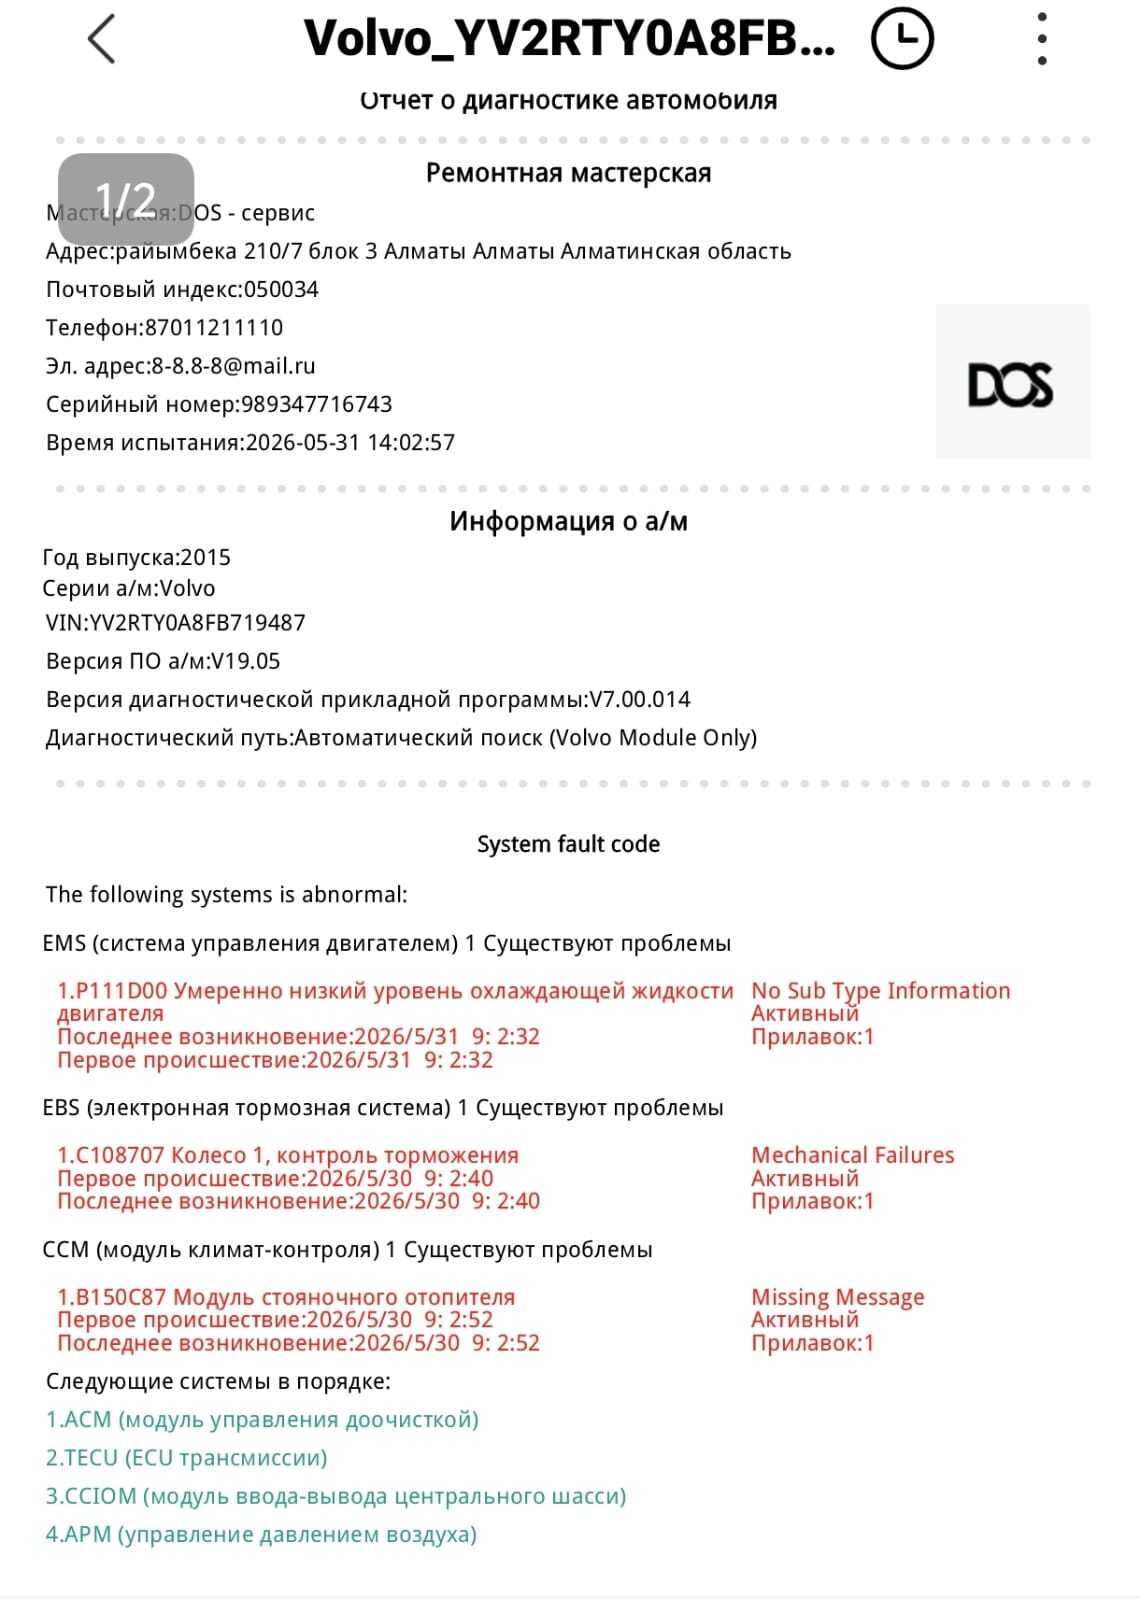 Volvo_YV2RTY0A8FB...
Отчет о диагностике автомобиля
Ремонтная мастерская
1/2
Мастерская:DOS - сервис
Адрес:райымбека 210/7 блок 3 Алматы Алматы Алматинская область
Почтовый индекс:050034
Телефон:87011211110
Эл. адрес:8-8.8-8@mail.ru
DOS
Серийный номер:989347716743
Время испытания:2026-05-31 14:02:57
Информация о а/м
Год выпуска:2015
Серии а/м:Volvo
VIN:YV2RTY0A8FB719487
Версия ПО а/м:V19.05
Версия диагностической прикладной программы:V7.00.014
Диагностический путь:Автоматический поиск (Volvo Module Only)
System fault code
The following systems is abnormal:
EMS (система управления двигателем) 1 Существуют проблемы
1.P111D00 Умеренно низкий уровень охлаждающей жидкости No Sub Type Information
двигателя Активный
Последнее возникновение:2026/5/31 9: 2:32 Прилавок:1
Первое происшествие:2026/5/31 9: 2:32
EBS (электронная тормозная система) 1 Существуют проблемы
1.C108707 Колесо 1, контроль торможения Mechanical Failures
Первое происшествие:2026/5/30 9: 2:40 Активный
Последнее возникновение:2026/5/30 9: 2:40 Прилавок:1
CCM (модуль климат-контроля) 1 Существуют проблемы
1.B150C87 Модуль стояночного отопителя Missing Message
Первое происшествие:2026/5/30 9: 2:52 Активный
Последнее возникновение:2026/5/30 9: 2:52 Прилавок:1
Следующие системы в порядке:
1.ACM (модуль управления доочисткой)
2.TECU (ECU трансмиссии)
3.CCIOM (модуль ввода-вывода центрального шасси)
4.APM (управление давлением воздуха)